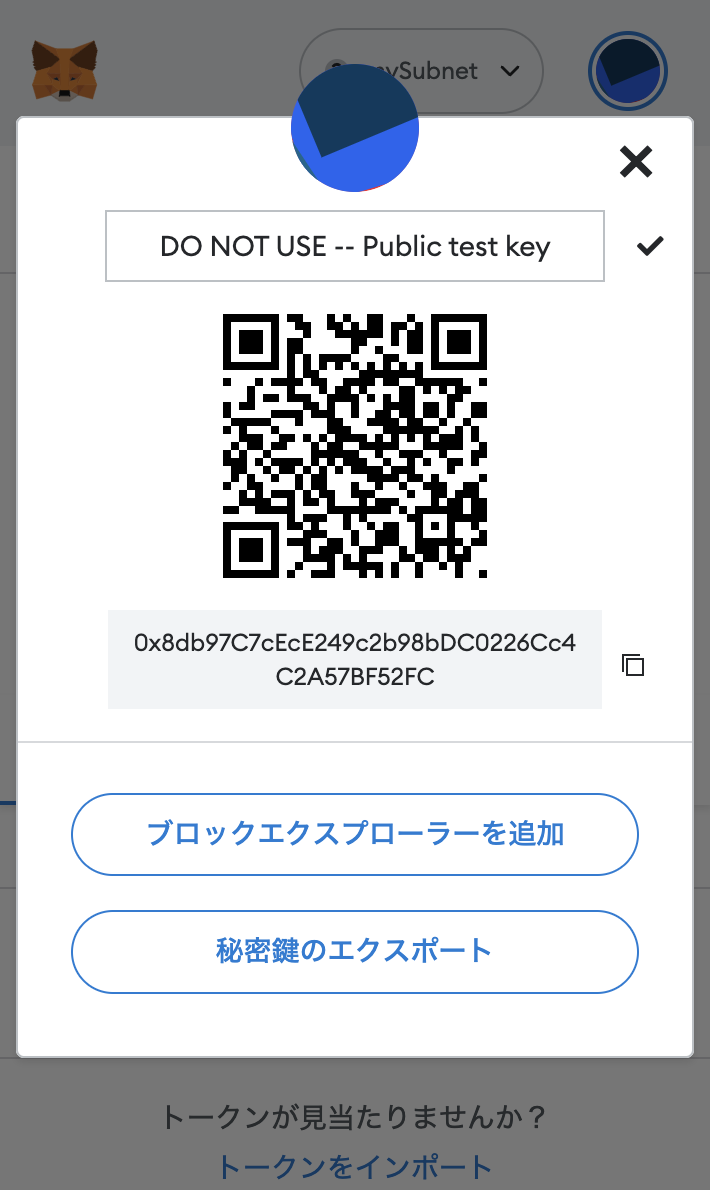 ySubnet
DO NOT USE -- Public test key
0x8db97C7cEcE249c2b98bDC0226Cc4
C2A57BF52FC
ブロックエクスプローラーを追加
秘密鍵のエクスポート
トークンが見当たりませんか？
トークンをインポート